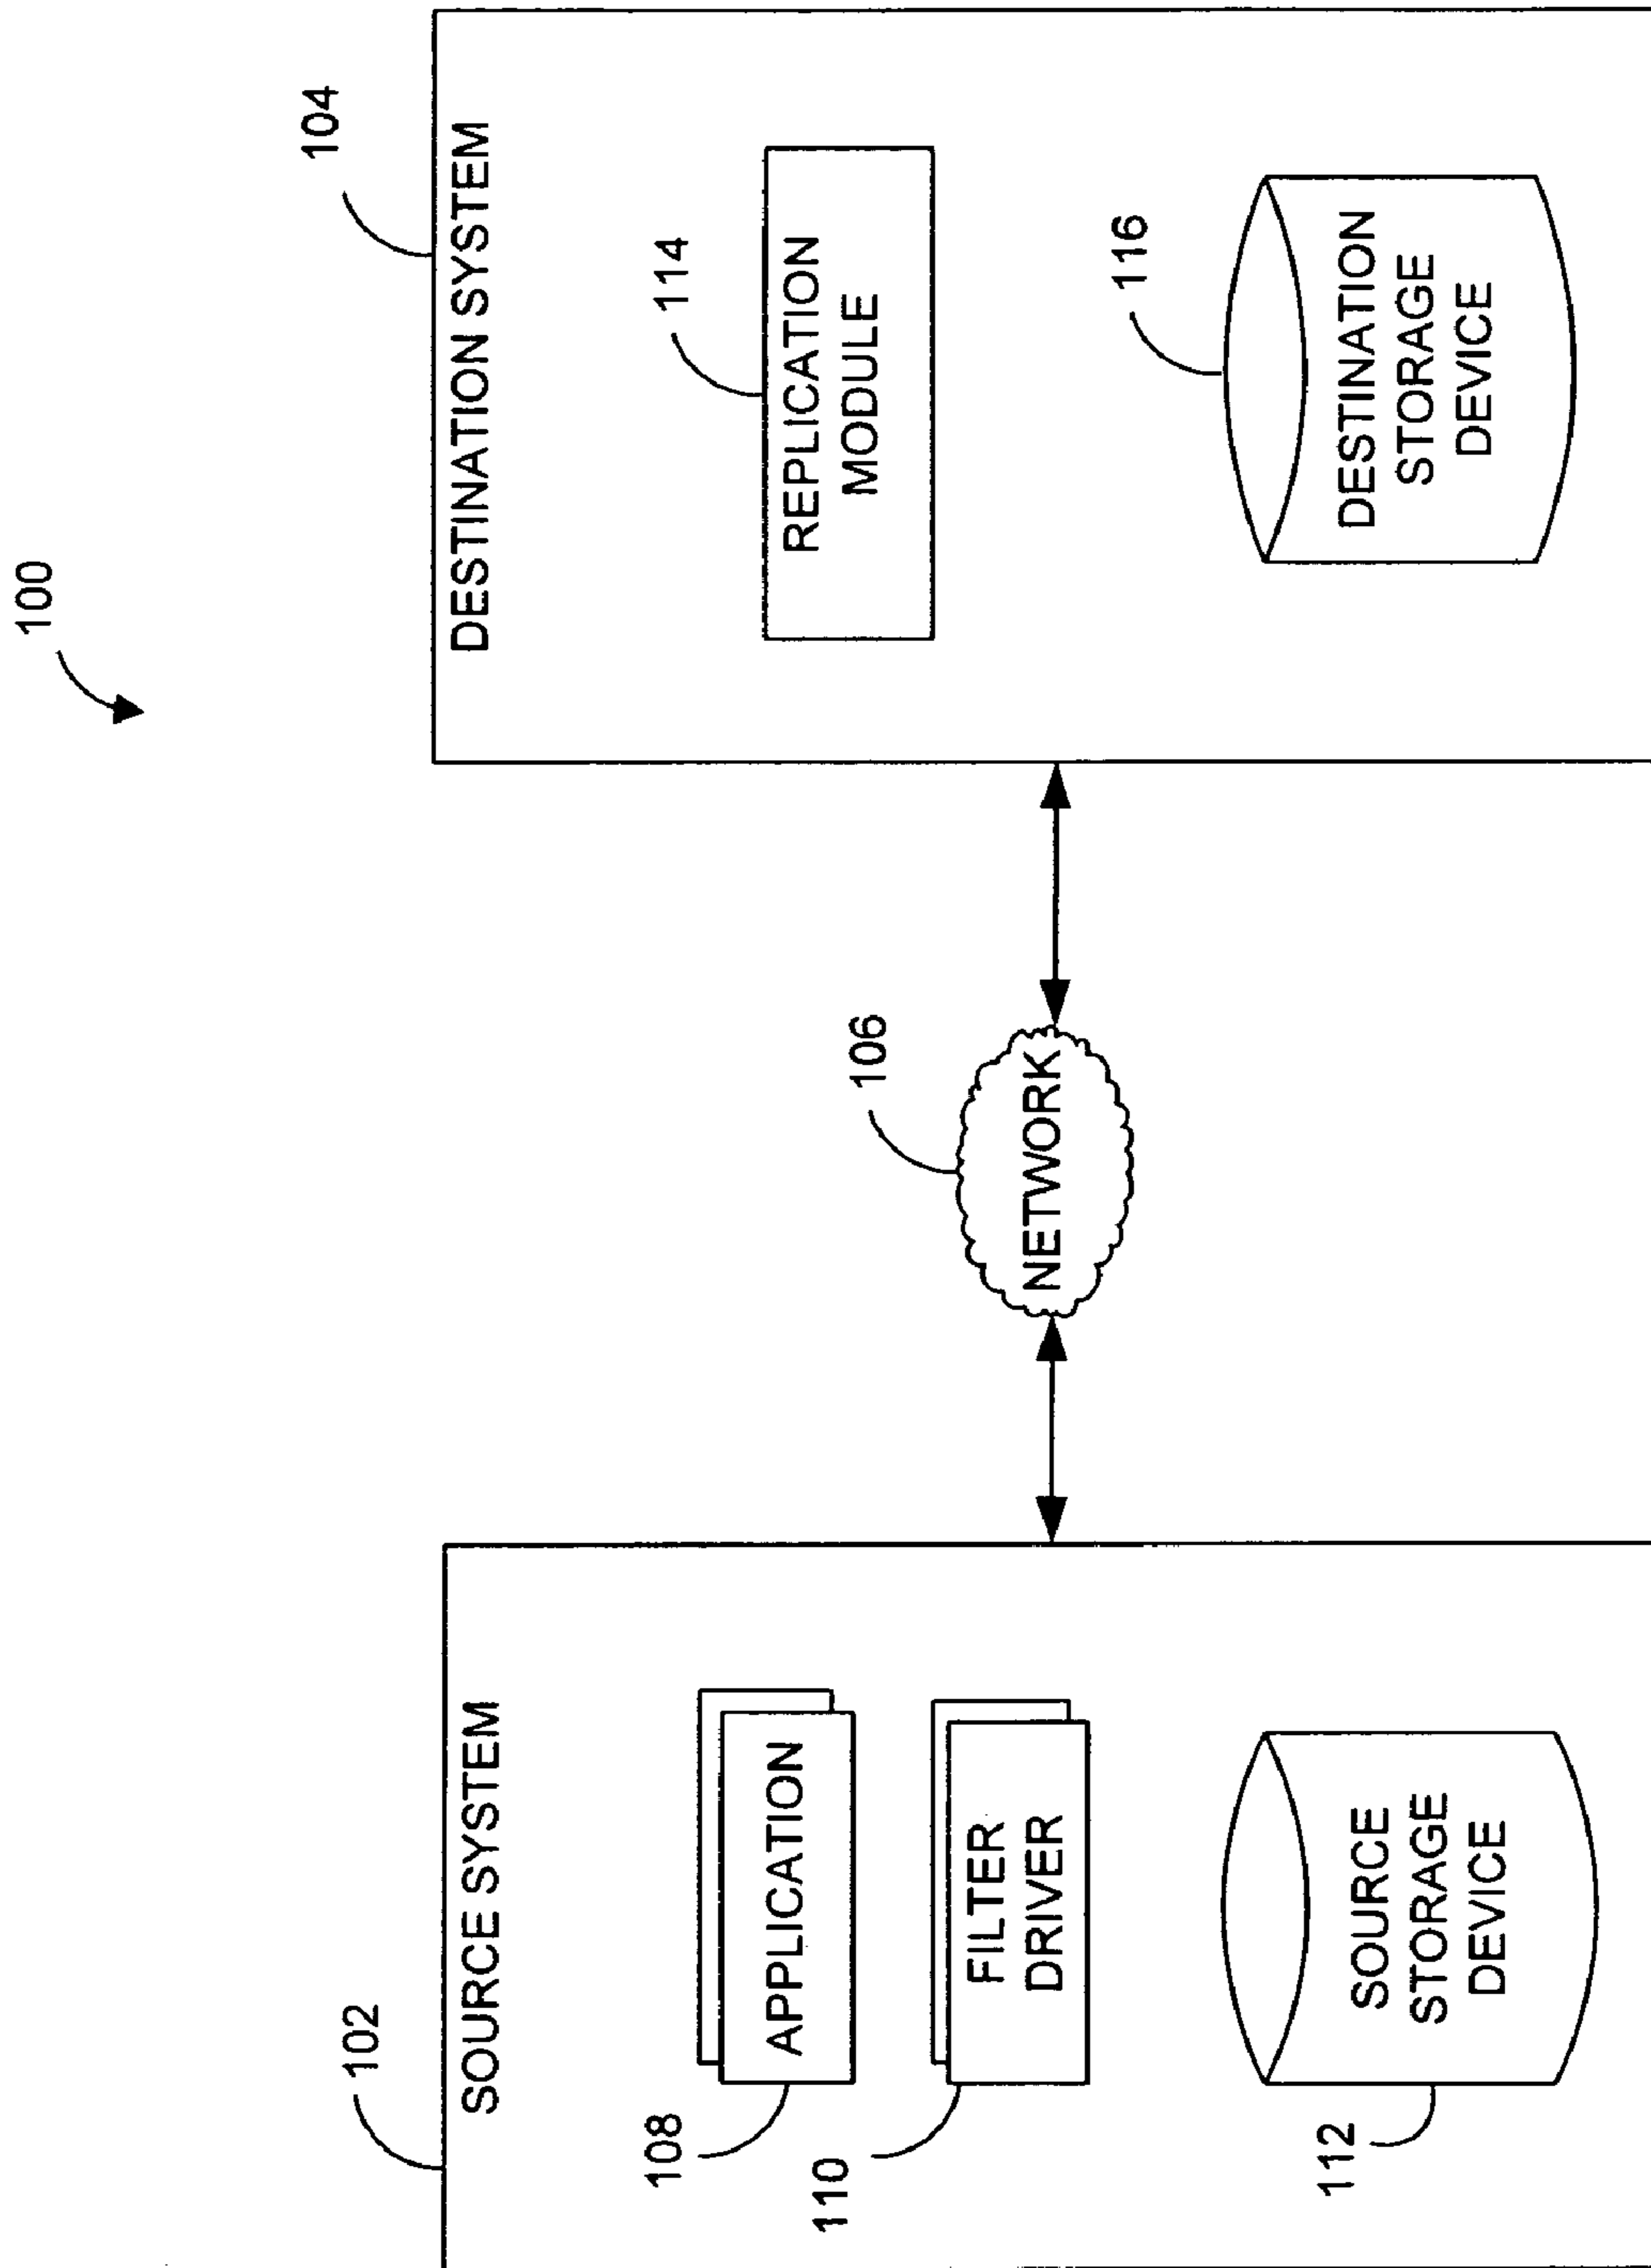 100
102
SOURCE SYSTEM
108
APPLICATION
110
FILTER
DRIVER
112
SOURCE
STORAGE
DEVICE
106
NETWORK
104
DESTINATION SYSTEM
114
REPLICATION
MODULE
116
DESTINATION
STORAGE
DEVICE